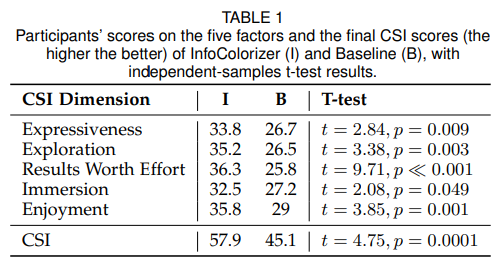 TABLE 1
Participants' scores on the five factors and the final CSI scores (the
higher the better) of InfoColorizer (I) and Baseline (B), with
independent-samples t-test results.
CSI Dimension I B T-test
Expressiveness 33.8 26.7 t = 2.84, p = 0.009
Exploration 35.2 26.5 t = 3.38, p = 0.003
Results Worth Effort 36.3 25.8 t = 9.71, p ≪ 0.001
Immersion 32.5 27.2 t = 2.08, p = 0.049
Enjoyment 35.8 29 t = 3.85, p = 0.001
CSI 57.9 45.1 t = 4.75, p = 0.0001